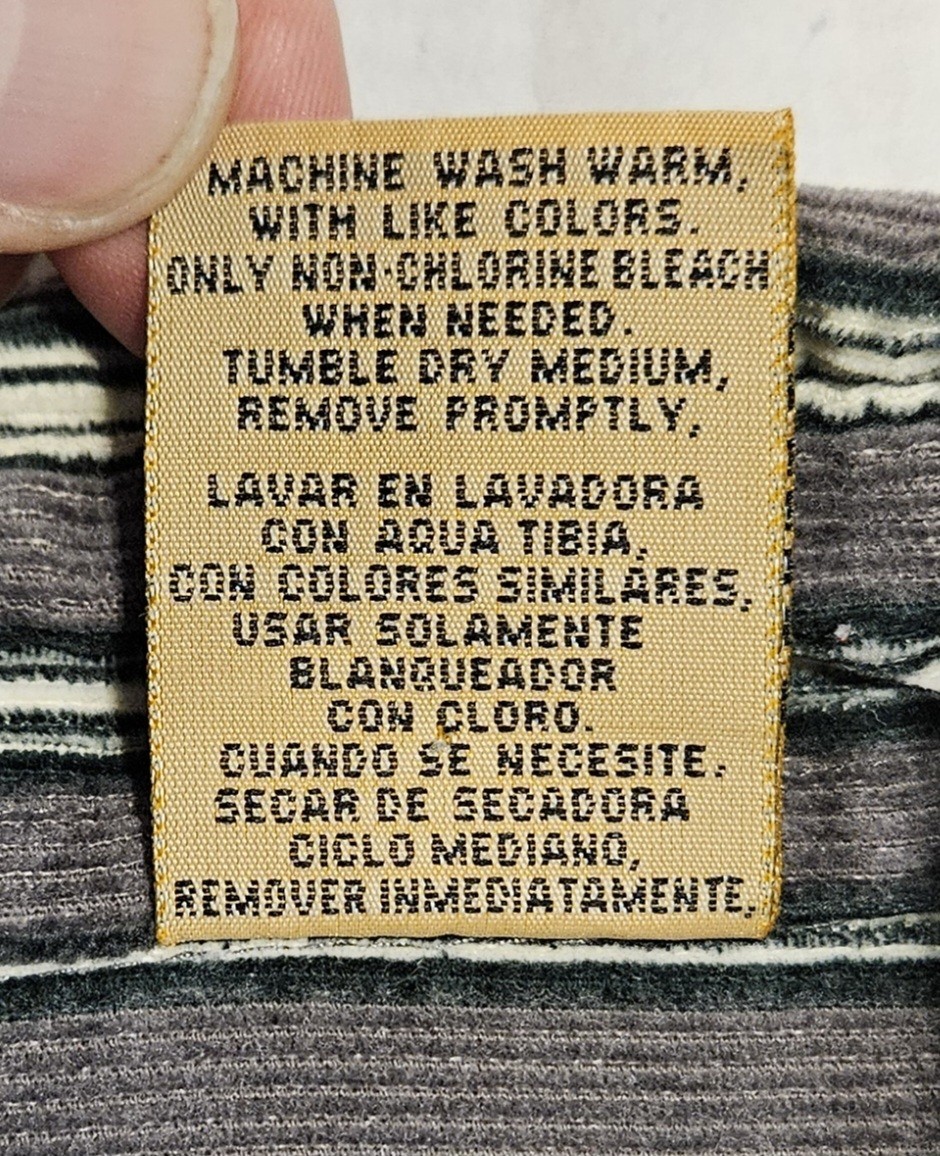 MACHINE WASH WARM,
WITH LIKE COLORS.
ONLY NON-CHLORINE BLEACH
WHEN NEEDED.
TUMBLE DRY MEDIUM,
REMOVE PROMPTLY,
LAVAR EN LAVADORA
CON AQUA TIBIA,
CON COLORES SIMILARES,
USAR SOLAMENTE
BLANQUEADOR
CON CLORO.
CUANDO SE NECESITE.
SECAR DE SECADORA
CICLO MEDIANO,
REMOVER INMEDIATAMENTE,